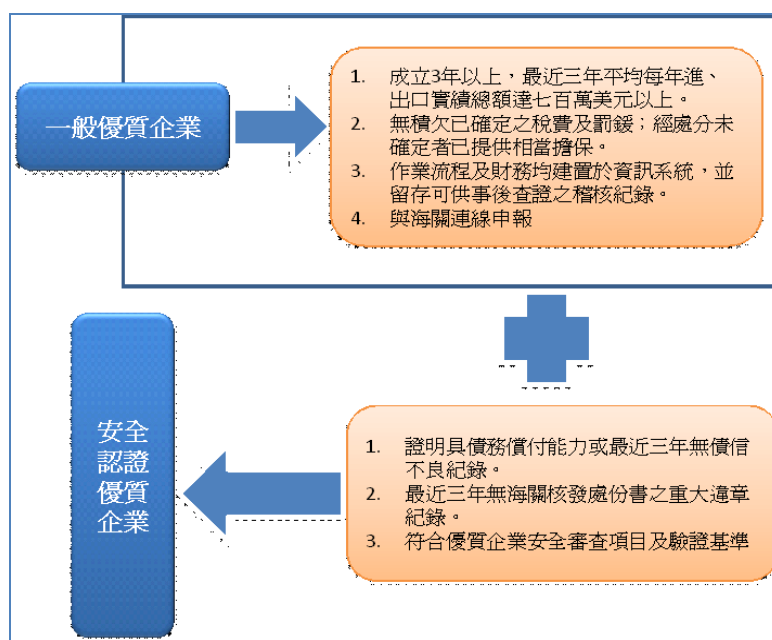 一般優質企業
1. 成立3年以上，最近三年平均每年進、
出口實績總額達七百萬美元以上。
2. 無積欠已確定之稅費及罰鍰；經處分未
確定者已提供相當擔保。
3. 作業流程及財務均建置於資訊系統，並
留存可供事後查證之稽核紀錄。
4. 與海關連線申報
安全
認證
優質
企業
1. 證明具債務償付能力或最近三年無債信
不良紀錄。
2. 最近三年無海關核發處份書之重大違章
紀錄。
3. 符合優質企業安全審查項目及驗證基準